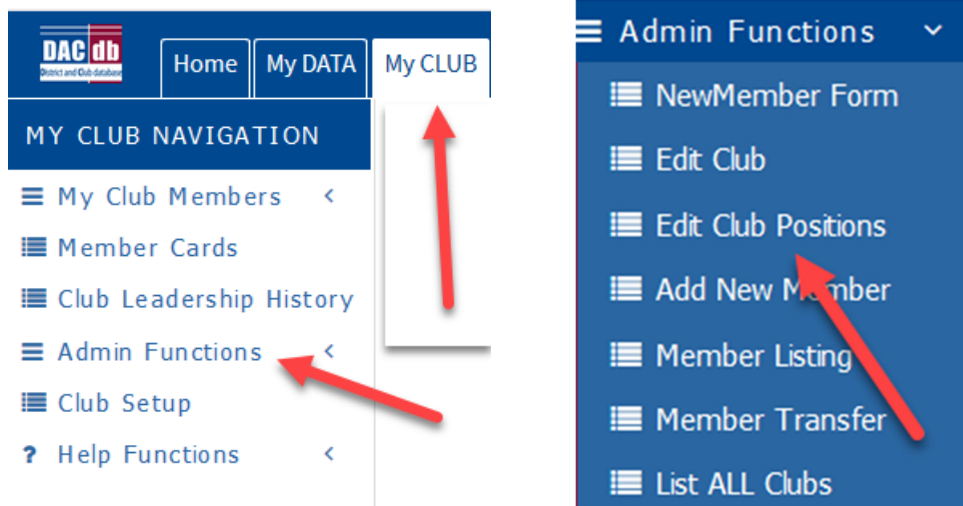 DAC db
District and Club database
Home
My DATA
My CLUB
MY CLUB NAVIGATION
My Club Members
Member Cards
Club Leadership History
Admin Functions
Club Setup
? Help Functions
Admin Functions
NewMember Form
Edit Club
Edit Club Positions
Add New Member
Member Listing
Member Transfer
List ALL Clubs